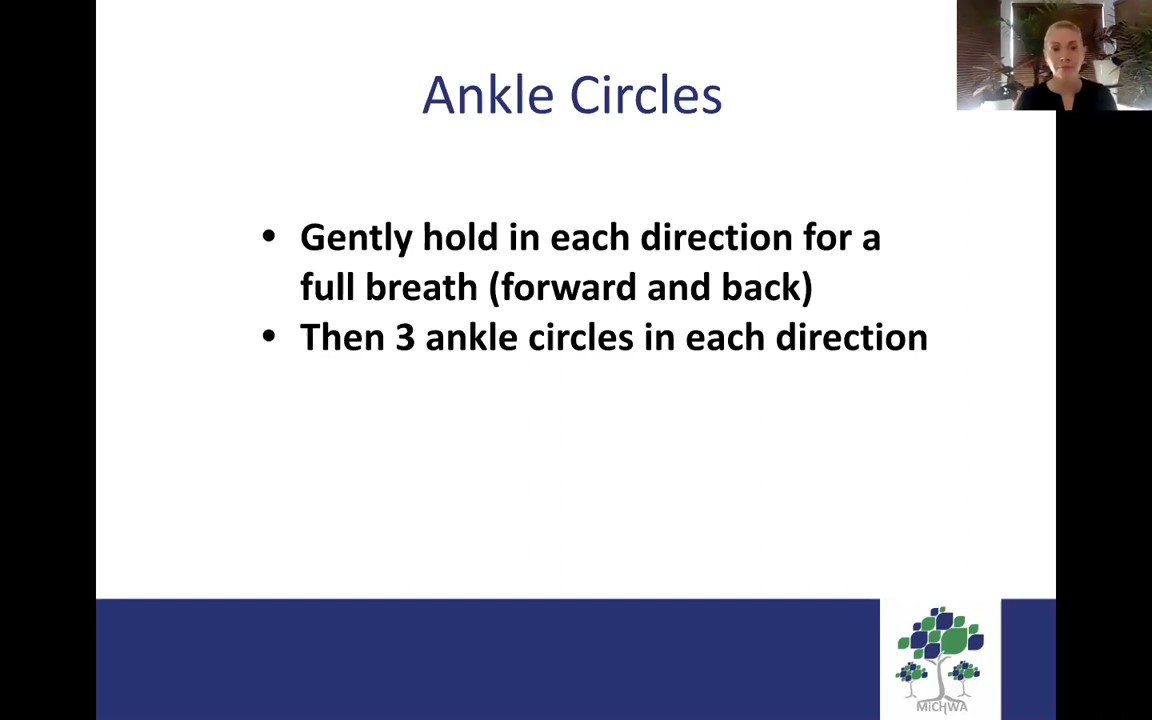 Ankle Circles
• Gently hold in each direction for a
full breath (forward and back)
• Then 3 ankle circles in each direction
MiCHWA